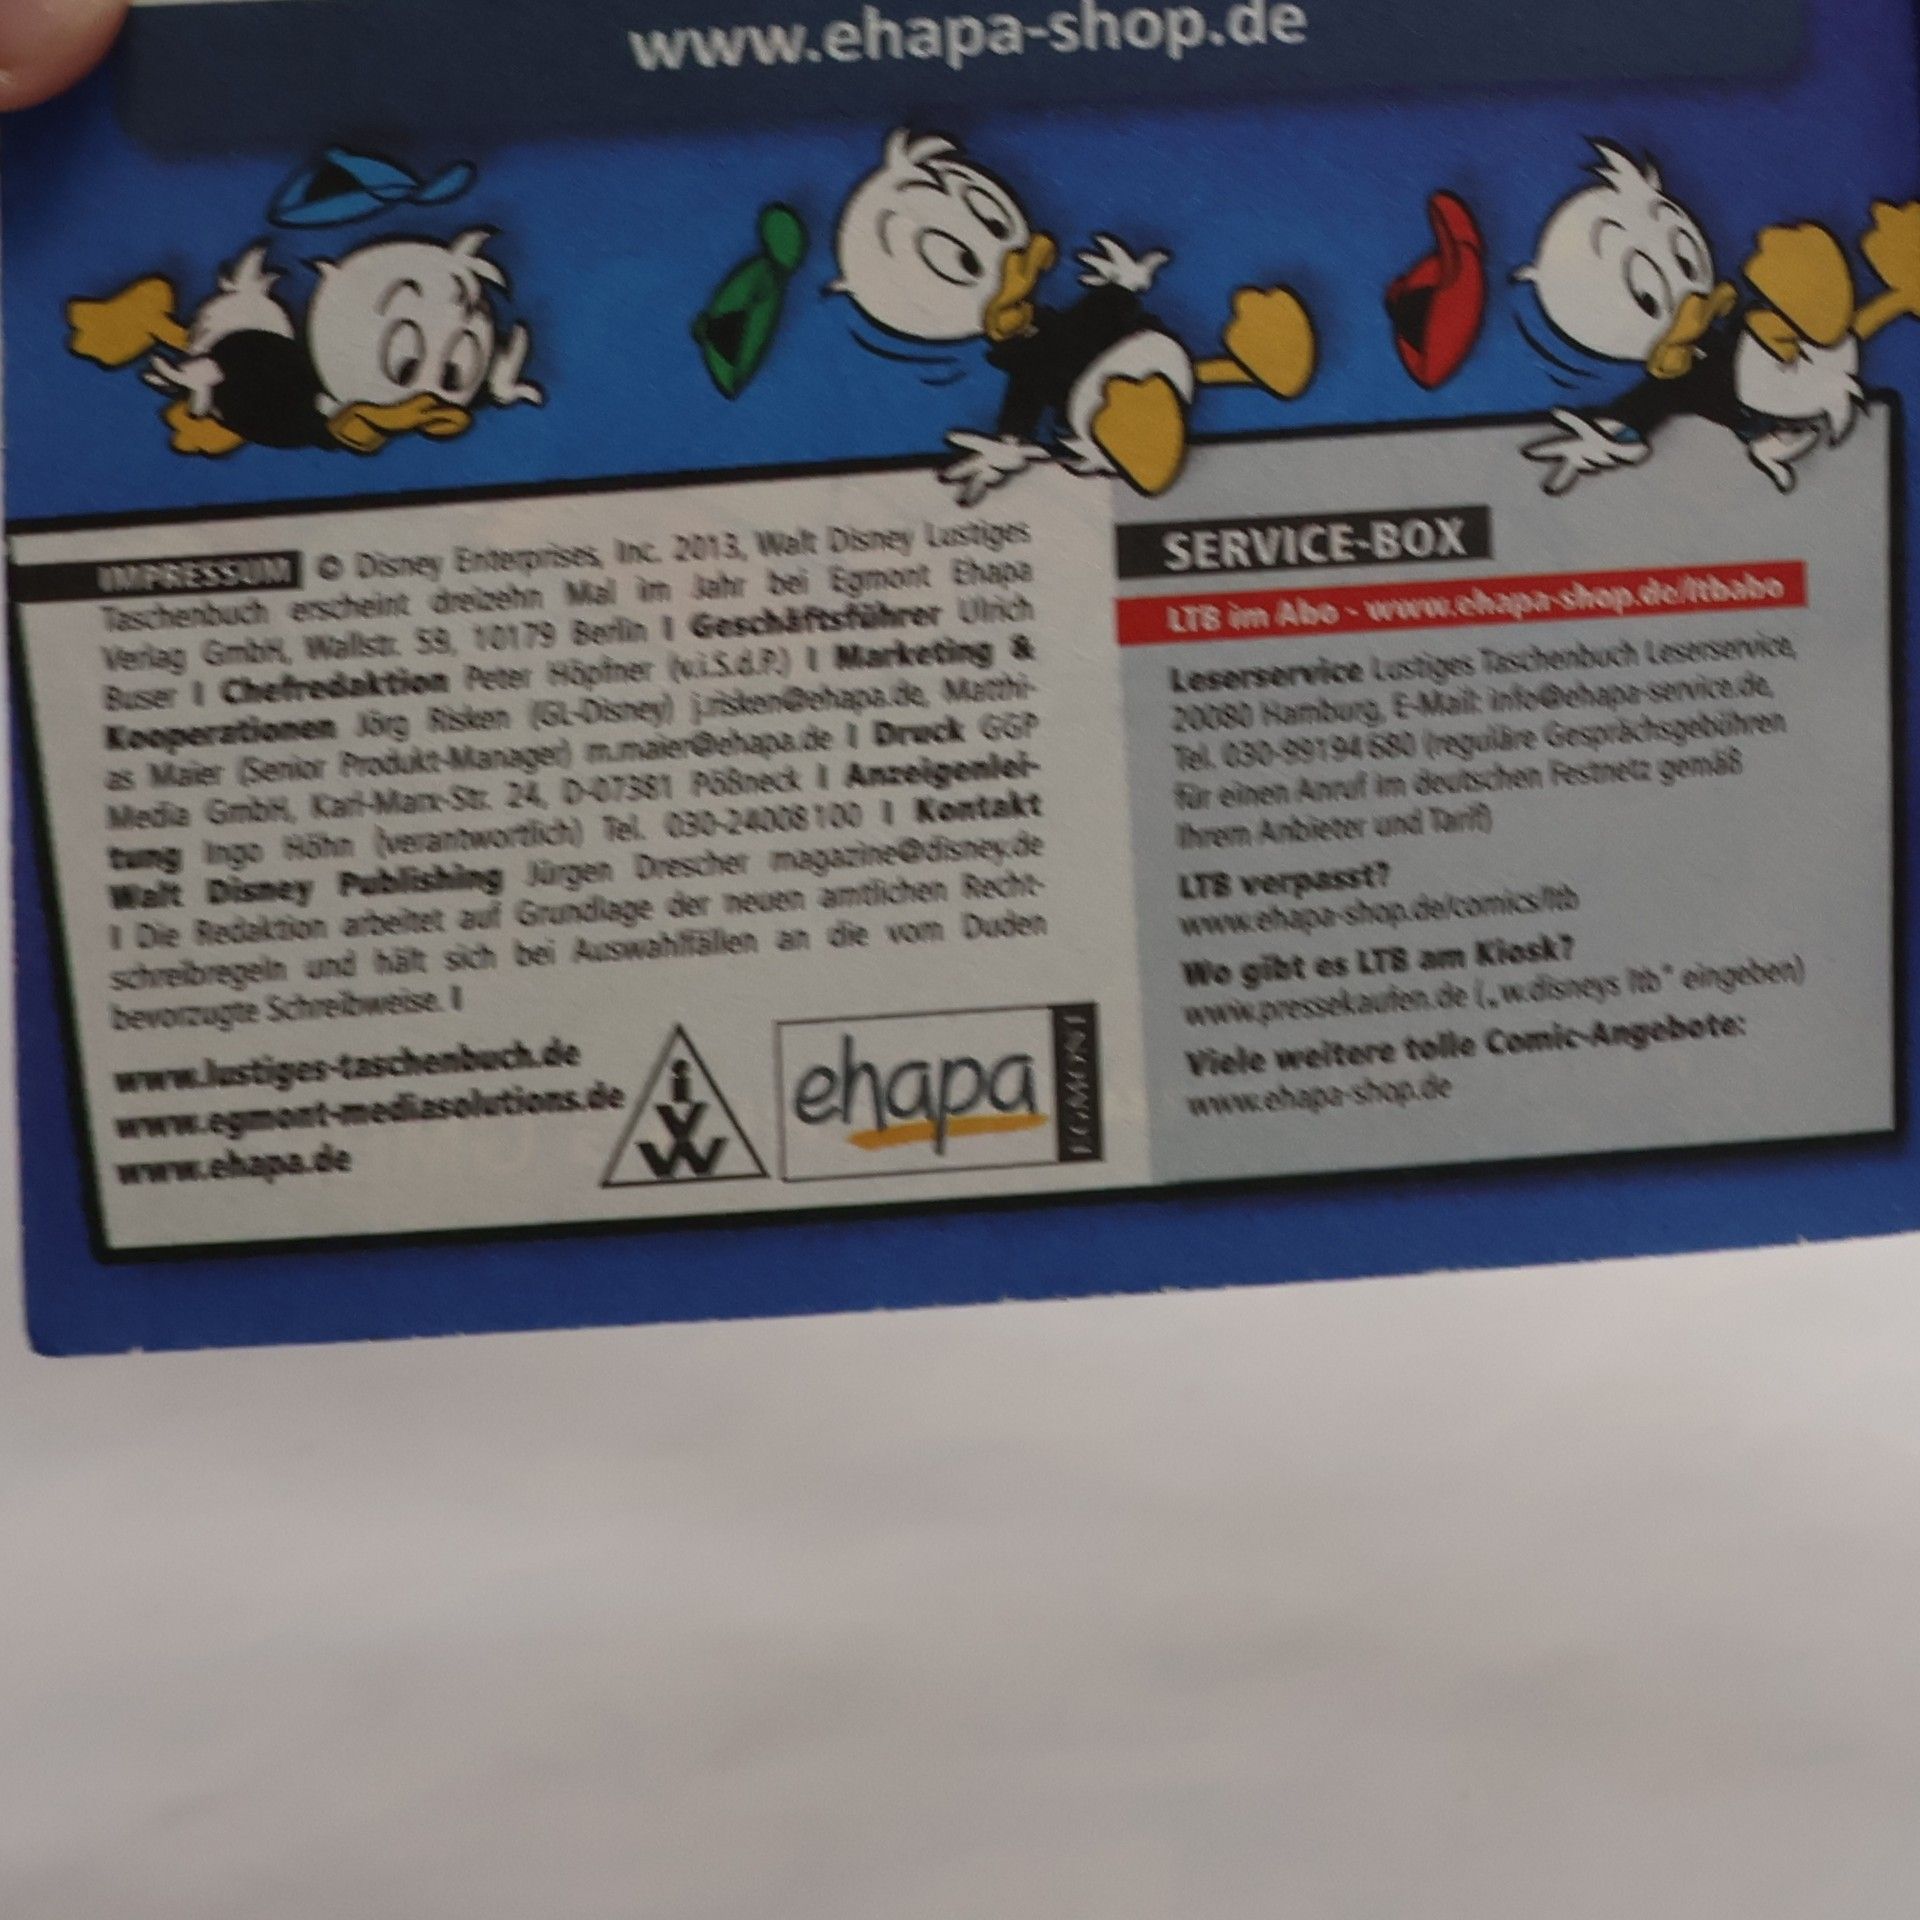 www.ehapa-shop.de
IMPRESSUM © Disney Enterprises, Inc. 2013, Walt Disney Lustiges
Taschenbuch erscheint dreizehn Mal im Jahr bei Egmont Ehapa
Verlag GmbH, Wallstr. 59, 10179 Berlin I Geschäftsführer Ulrich
Buser I Chefredaktion Peter Höpfner (v.i.S.d.P.) I Marketing &
Kooperationen Jörg Risken (GL-Disney) j.risken@ehapa.de, Matthi-
as Maier (Senior Produkt-Manager) m.maier@ehapa.de I Druck GGP
Media GmbH, Karl-Marx-Str. 24, D-07381 Pößneck I Anzeigenlei-
tung Ingo Höhn (verantwortlich) Tel. 030-24008100 I Kontakt
Walt Disney Publishing Jürgen Drescher magazine@disney.de
I Die Redaktion arbeitet auf Grundlage der neuen amtlichen Recht-
schreibregeln und hält sich bei Auswahlfällen an die vom Duden
bevorzugte Schreibweise. I
www.lustiges-taschenbuch.de
www.egmont-mediasolutions.de
www.ehapa.de
iVW
ehapa
EGMONT
SERVICE-BOX
LTB im Abo - www.ehapa-shop.de/ltbabo
Leserservice Lustiges Taschenbuch Leserservice,
20080 Hamburg, E-Mail: info@ehapa-service.de,
Tel. 030-99194680 (reguläre Gesprächsgebühren
für einen Anruf im deutschen Festnetz gemäß
Ihrem Anbieter und Tarif)
LTB verpasst?
www.ehapa-shop.de/comics/ltb
Wo gibt es LTB am Kiosk?
www.pressekaufen.de („w.disneys ltb" eingeben)
Viele weitere tolle Comic-Angebote:
www.ehapa-shop.de